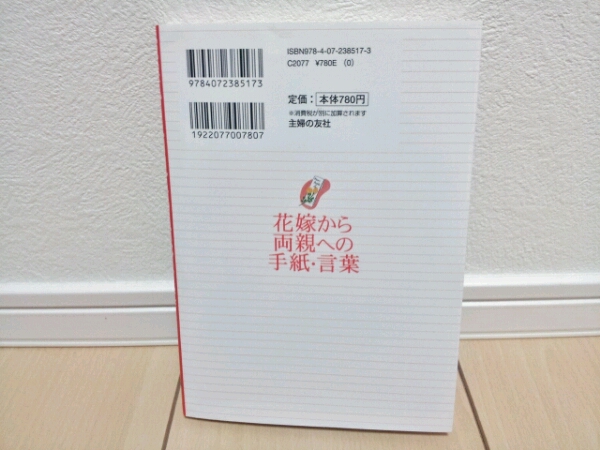 ISBN978-4-07-238517-3
C2077 ¥780E (0)
9784072385173
定価：本体780円
※消費税が別に加算されます
主婦の友社
1922077007807
花嫁から
両親への
手紙・言葉